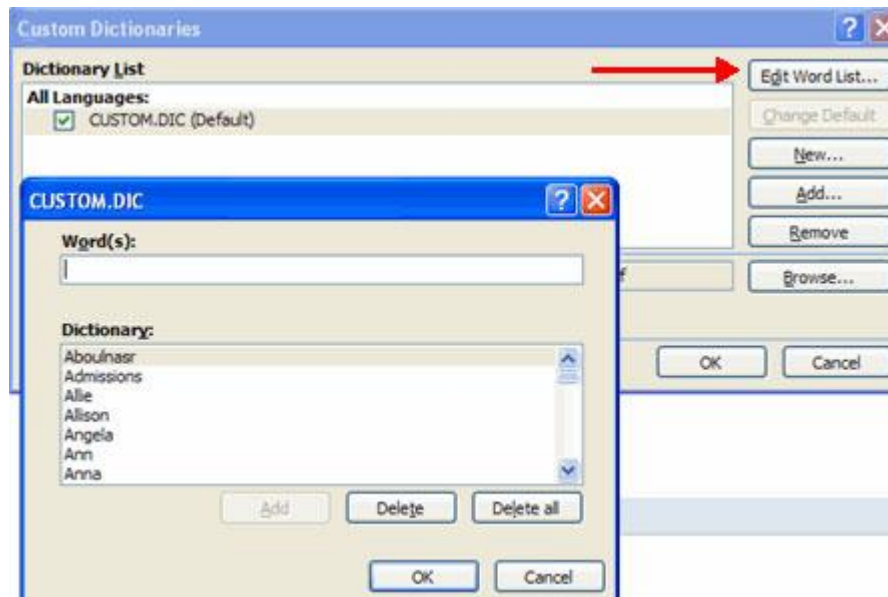 Custom Dictionaries
Dictionary List
Edit Word List...
All Languages:
CUSTOM.DIC (Default)
Change Default
New...
Add...
Remove
Browse...
OK Cancel
CUSTOM.DIC
Word(s):
Dictionary:
Aboulnasr
Admissions
Allie
Allison
Angela
Ann
Anna
Add Delete Delete all
OK Cancel